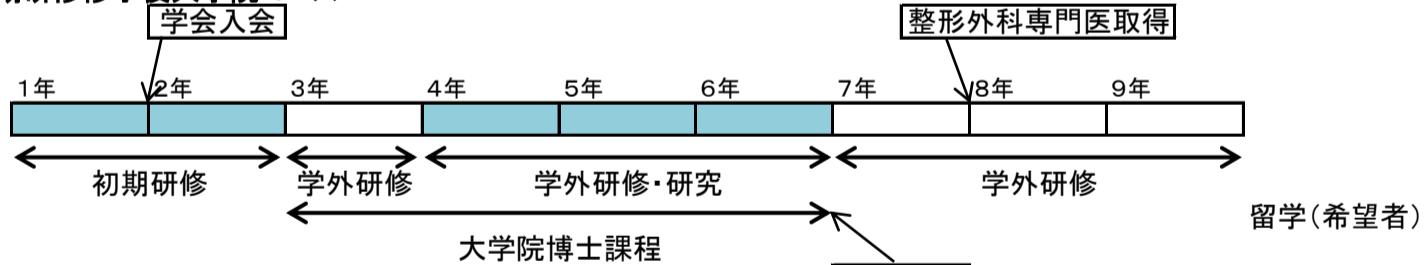 学会入会
整形外科専門医取得
1年 2年 3年 4年 5年 6年 7年 8年 9年
初期研修 学外研修 学外研修・研究 学外研修
留学(希望者)
大学院博士課程